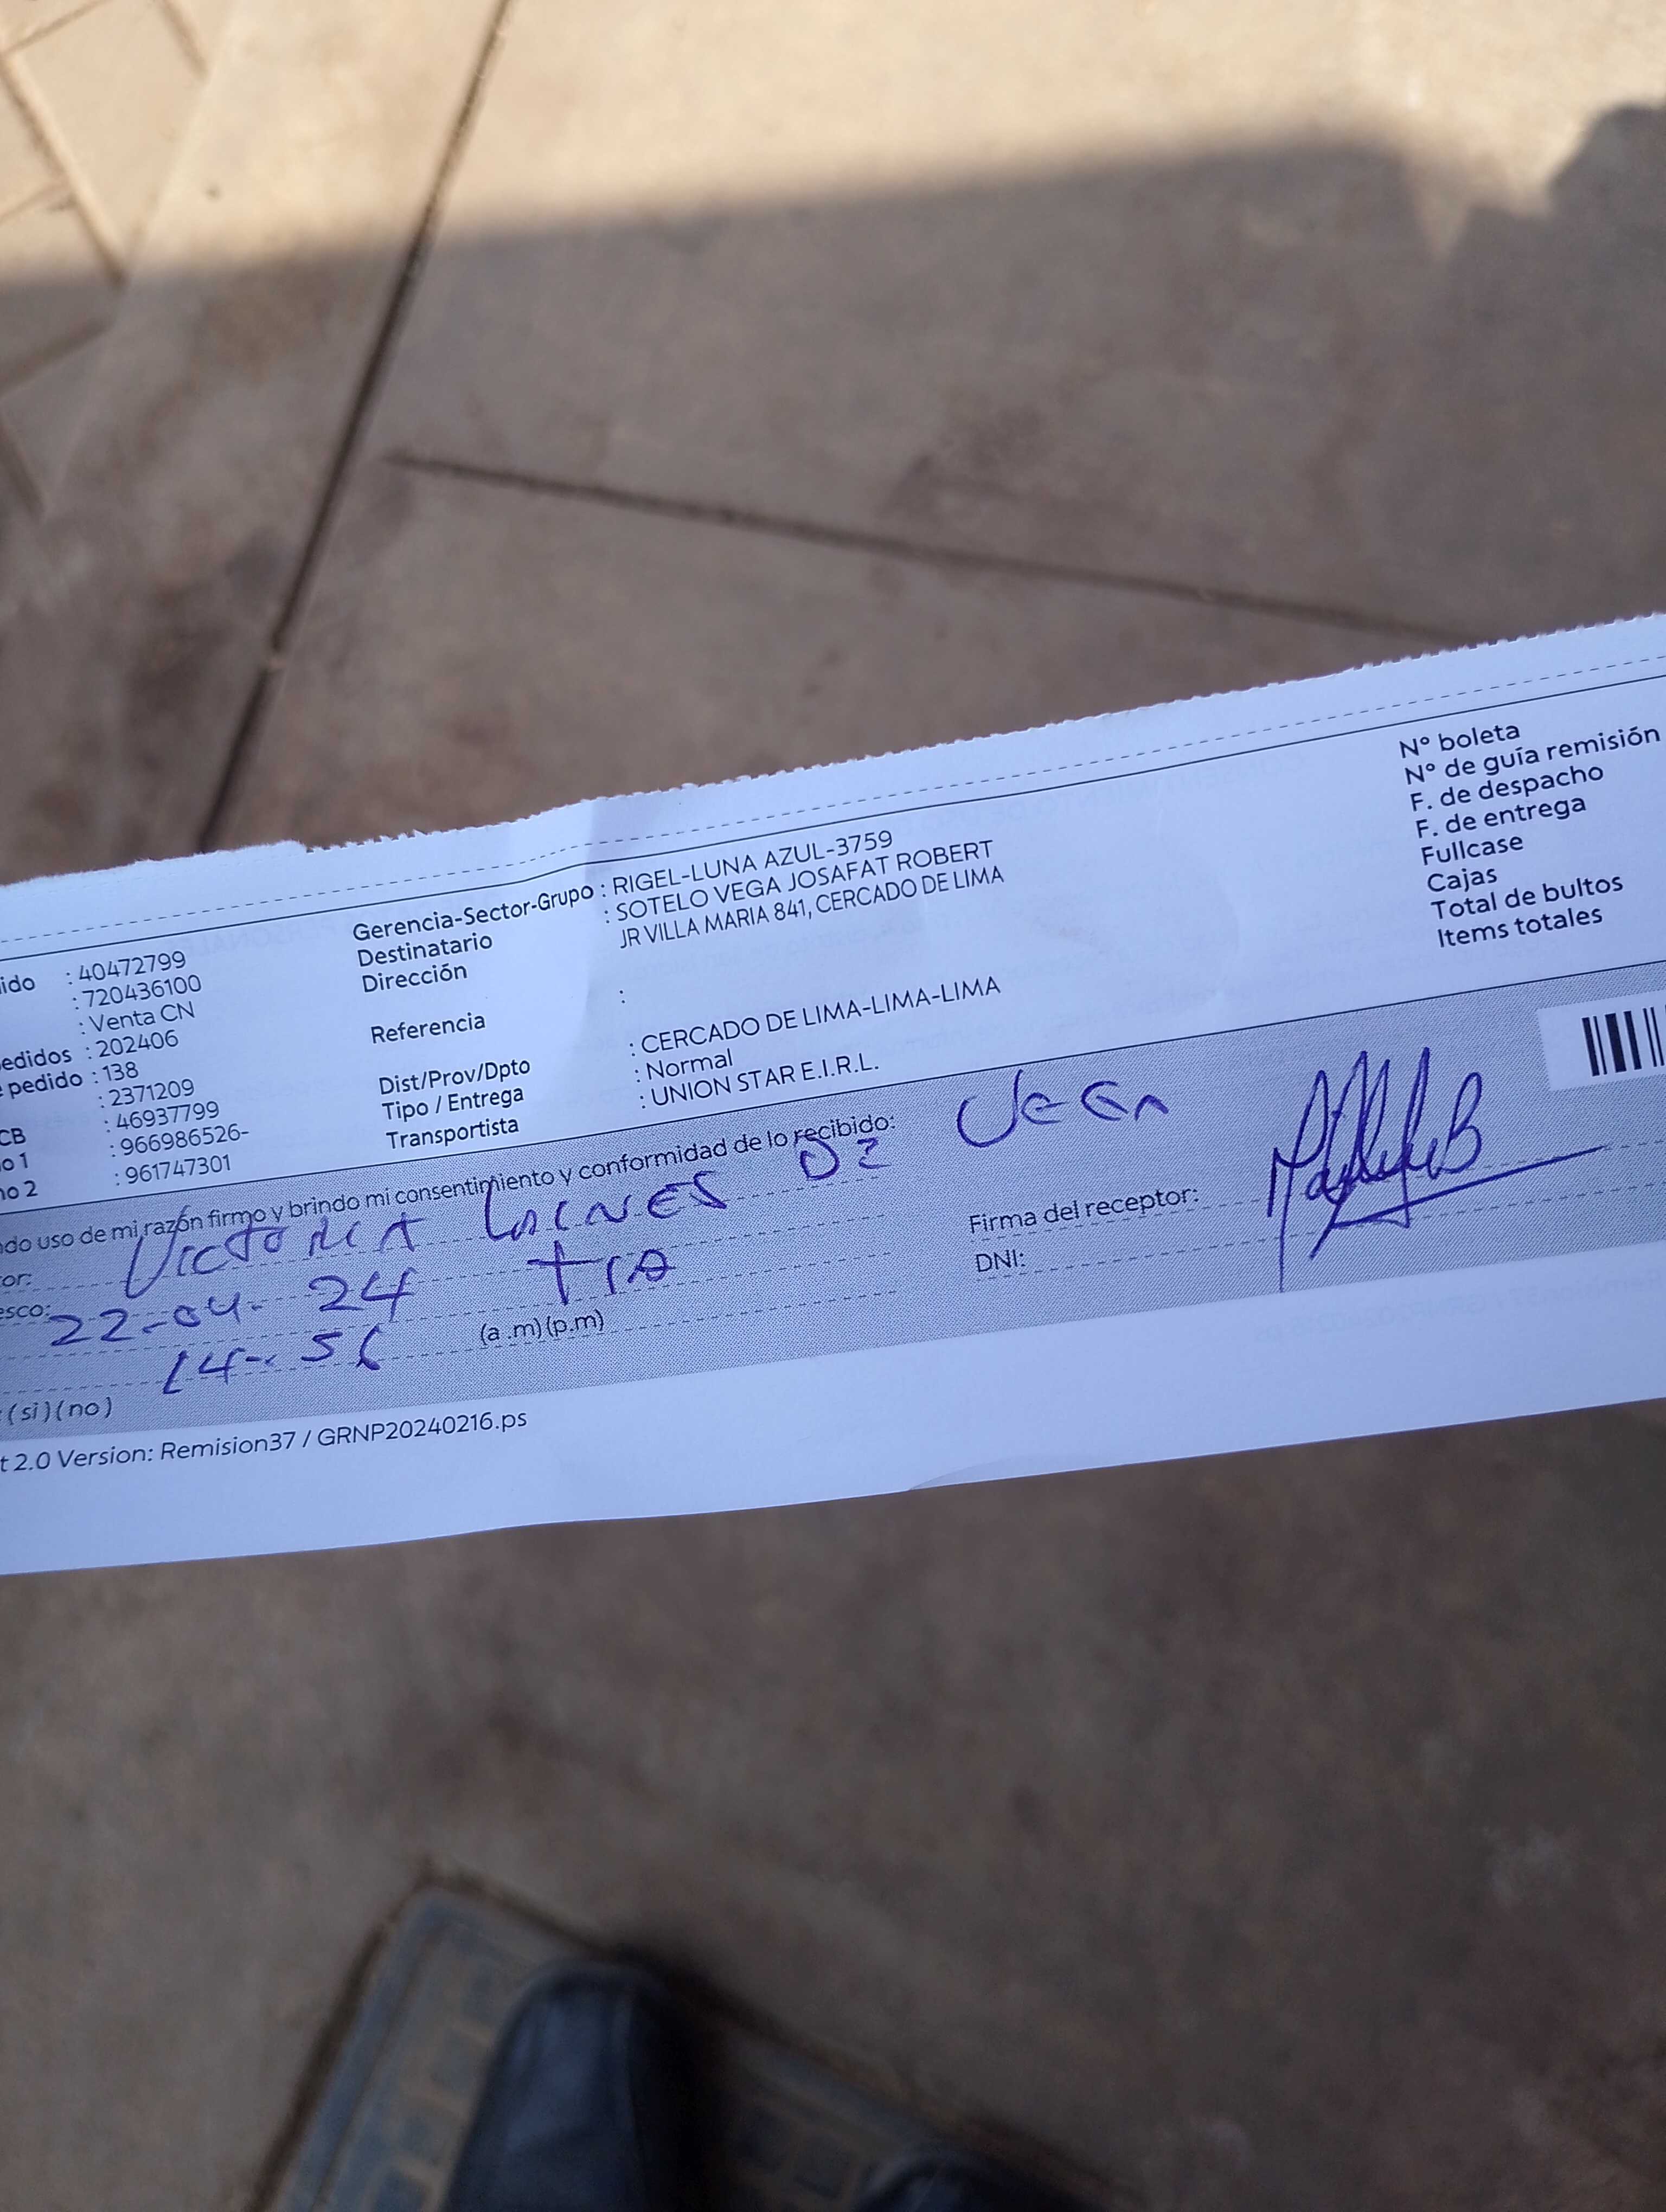 ido : 40472799
: 720436100
: Venta CN
edidos : 202406
e pedido : 138
: 2371209
CB : 46937799
o 1 : 966986526-
no 2 : 961747301
Gerencia-Sector-Grupo : RIGEL-LUNA AZUL-3759
Destinatario : SOTELO VEGA JOSAFAT ROBERT
Dirección JR VILLA MARIA 841, CERCADO DE LIMA
Referencia :
Dist/Prov/Dpto : CERCADO DE LIMA-LIMA-LIMA
Tipo / Entrega : Normal
Transportista : UNION STAR E.I.R.L.
N° boleta
N° de guía remisión
F. de despacho
F. de entrega
Fullcase
Cajas
Total de bultos
Items totales
ndo uso de mi razón firmo y brindo mi consentimiento y conformidad de lo recibido:
or: Victoria DE
esco: 22-04-24 tia
14-56 (a .m)(p.m)
(si)(no)
Firma del receptor:
DNI:
t 2.0 Version: Remision37 / GRNP20240216.ps